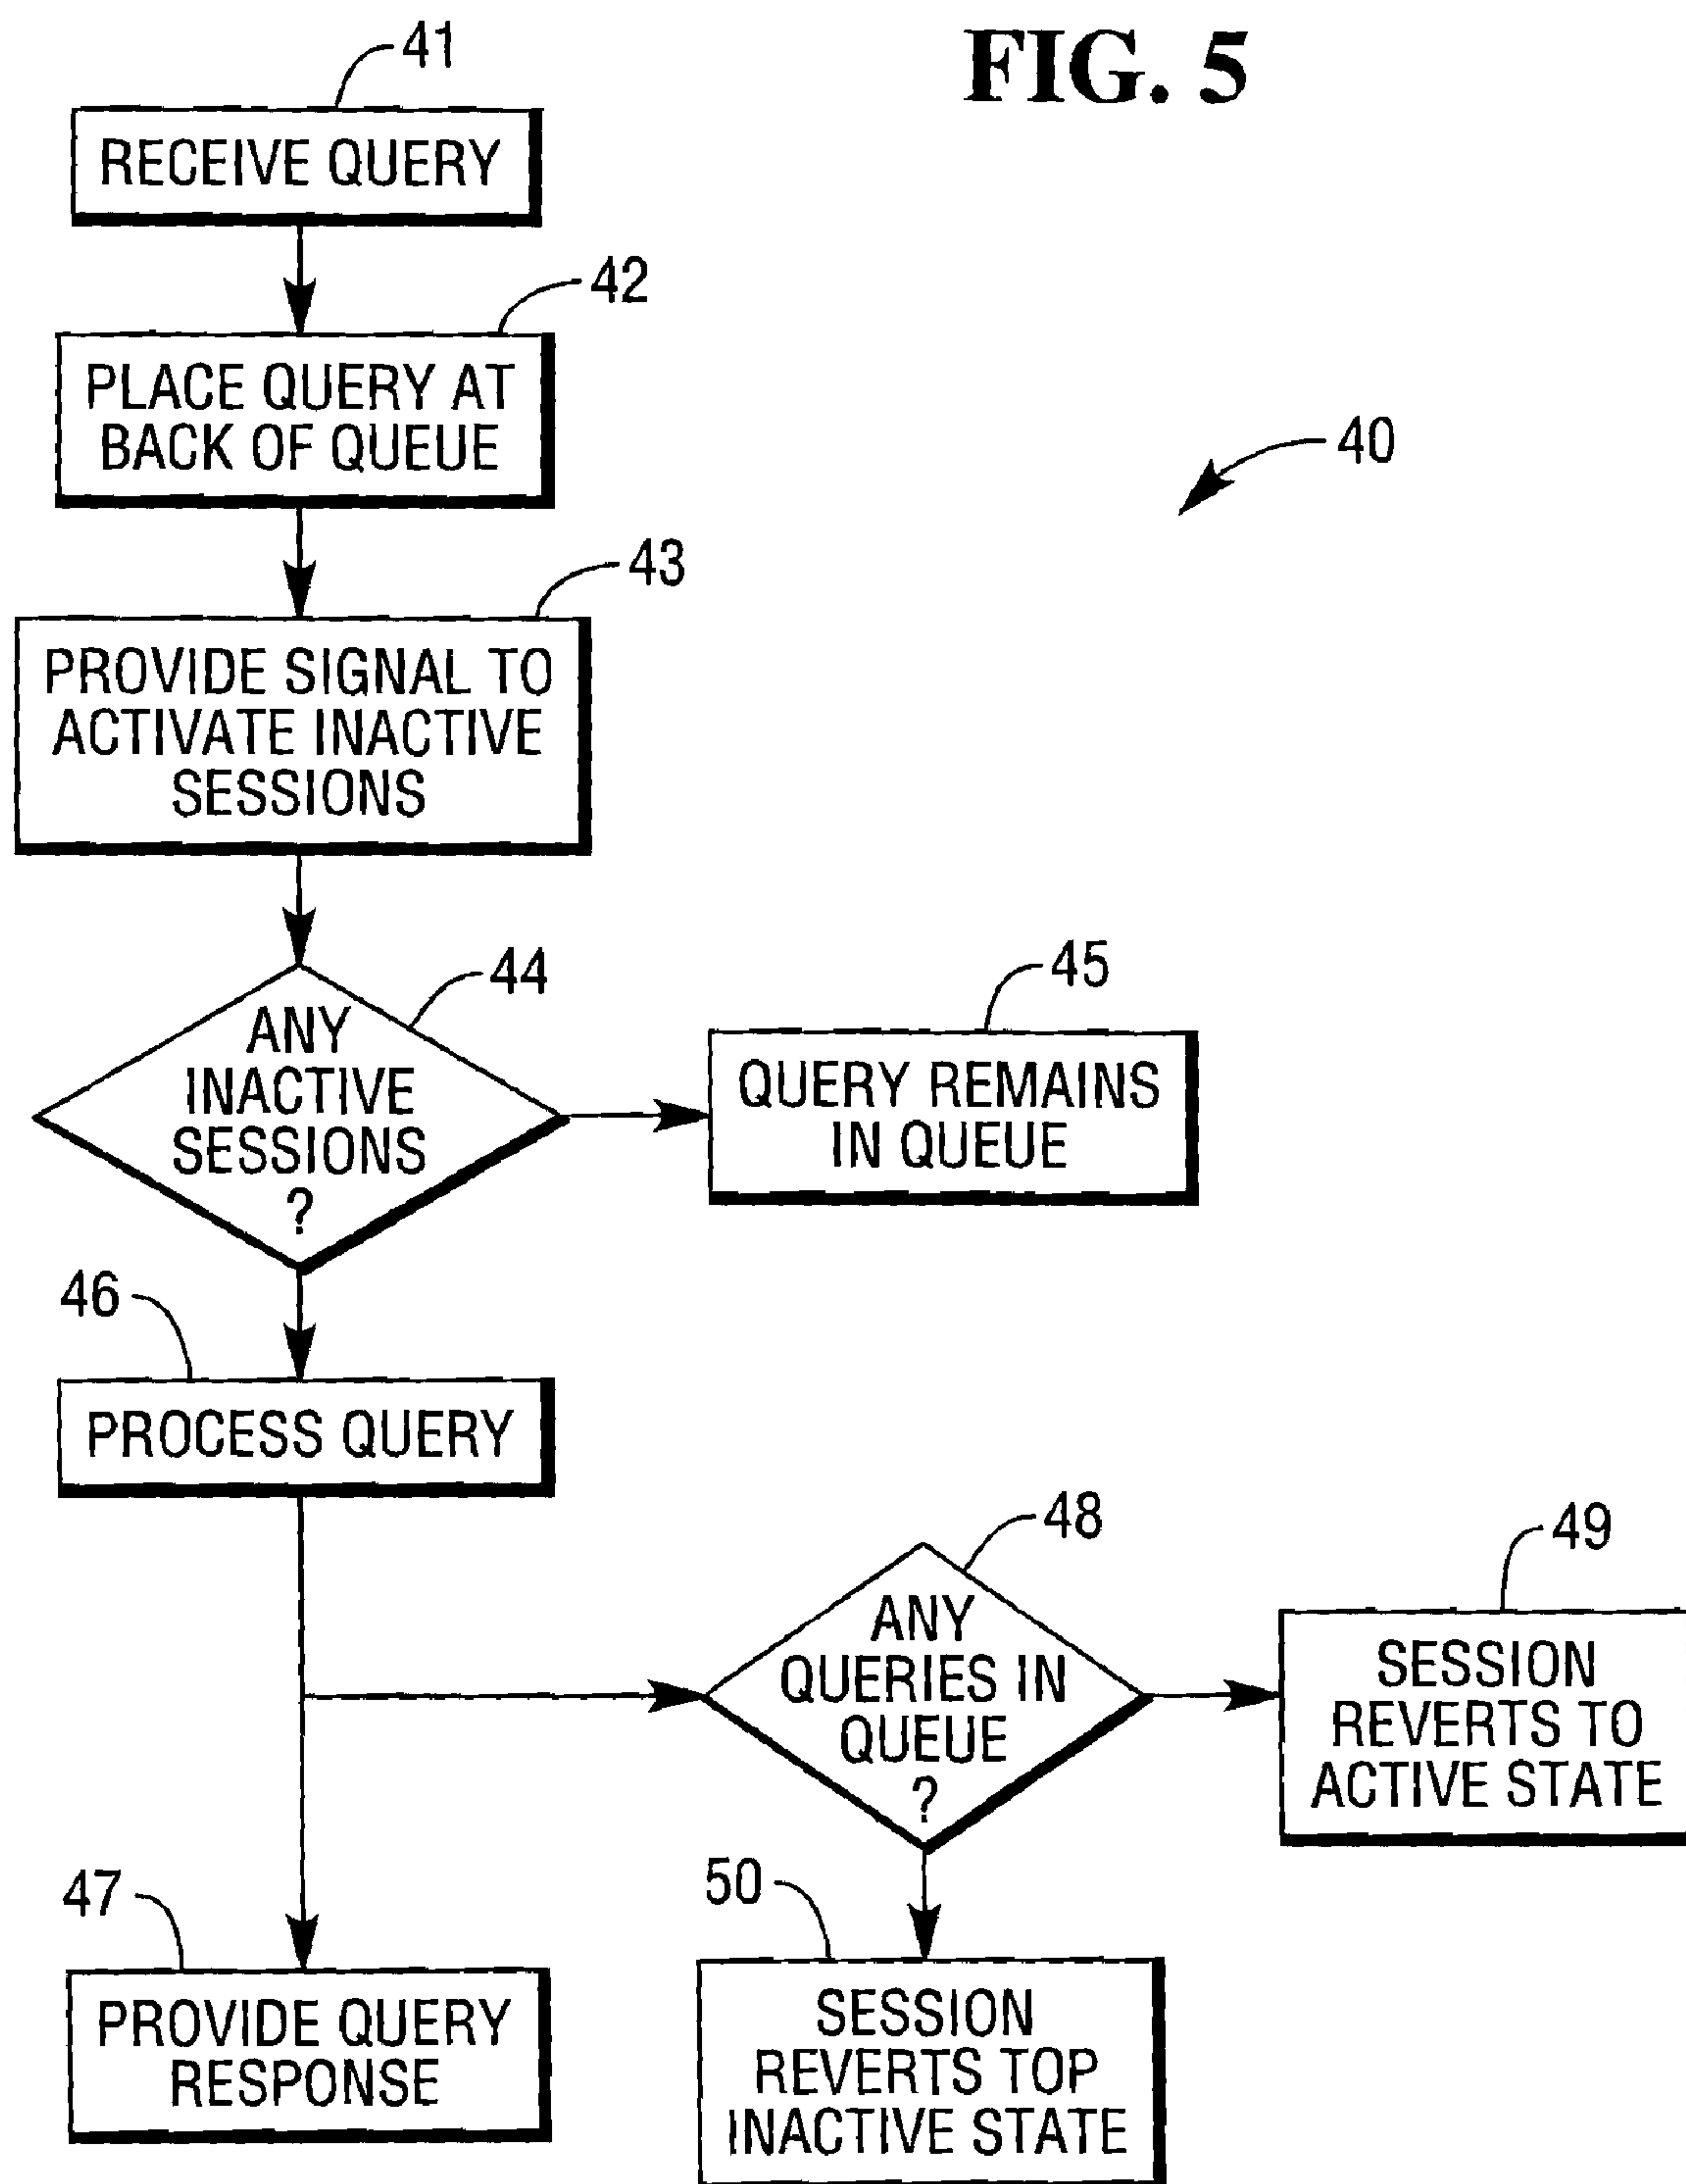 FIG. 5
41
RECEIVE QUERY
42
PLACE QUERY AT
BACK OF QUEUE
40
43
PROVIDE SIGNAL TO
ACTIVATE INACTIVE
SESSIONS
44
ANY
INACTIVE
SESSIONS
?
45
QUERY REMAINS
IN QUEUE
46
PROCESS QUERY
48
ANY
QUERIES IN
QUEUE
?
49
SESSION
REVERTS TO
ACTIVE STATE
47
PROVIDE QUERY
RESPONSE
50
SESSION
REVERTS TOP
INACTIVE STATE